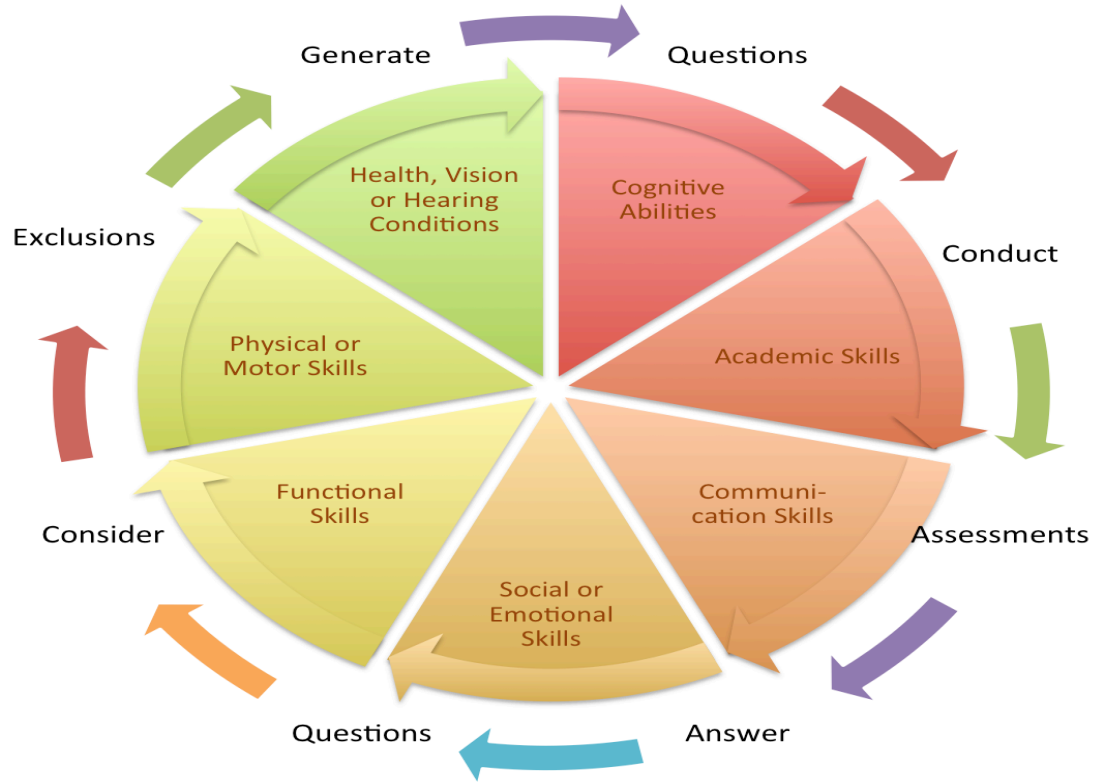 Generate
Questions
Conduct
Assessments
Answer
Questions
Consider
Exclusions
Health, Vision
or Hearing
Conditions
Cognitive
Abilities
Academic Skills
Communi-
cation Skills
Social or
Emotional
Skills
Functional
Skills
Physical or
Motor Skills